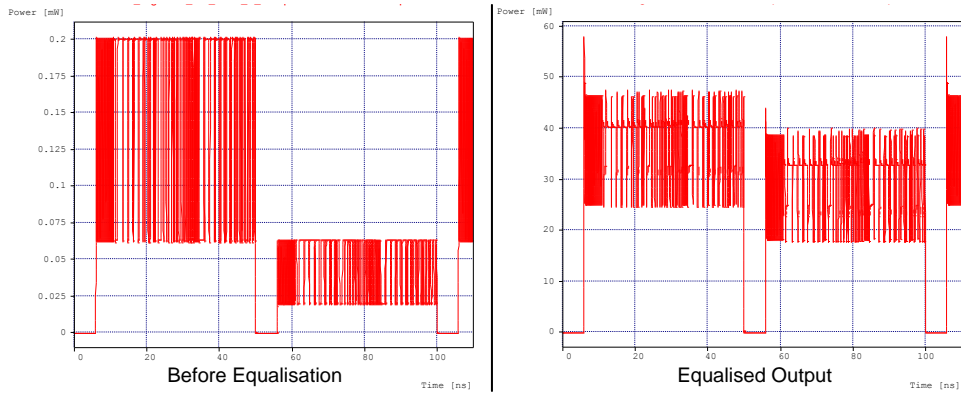 Power [mW]
0.2
0.175
0.15
0.125
0.1
0.075
0.05
0.025
0
0 20 40 60 80 100
Before Equalisation
Time [ns]
Power [mW]
60
50
40
30
20
10
0
0 20 40 60 80 100
Equalised Output
Time [ns]